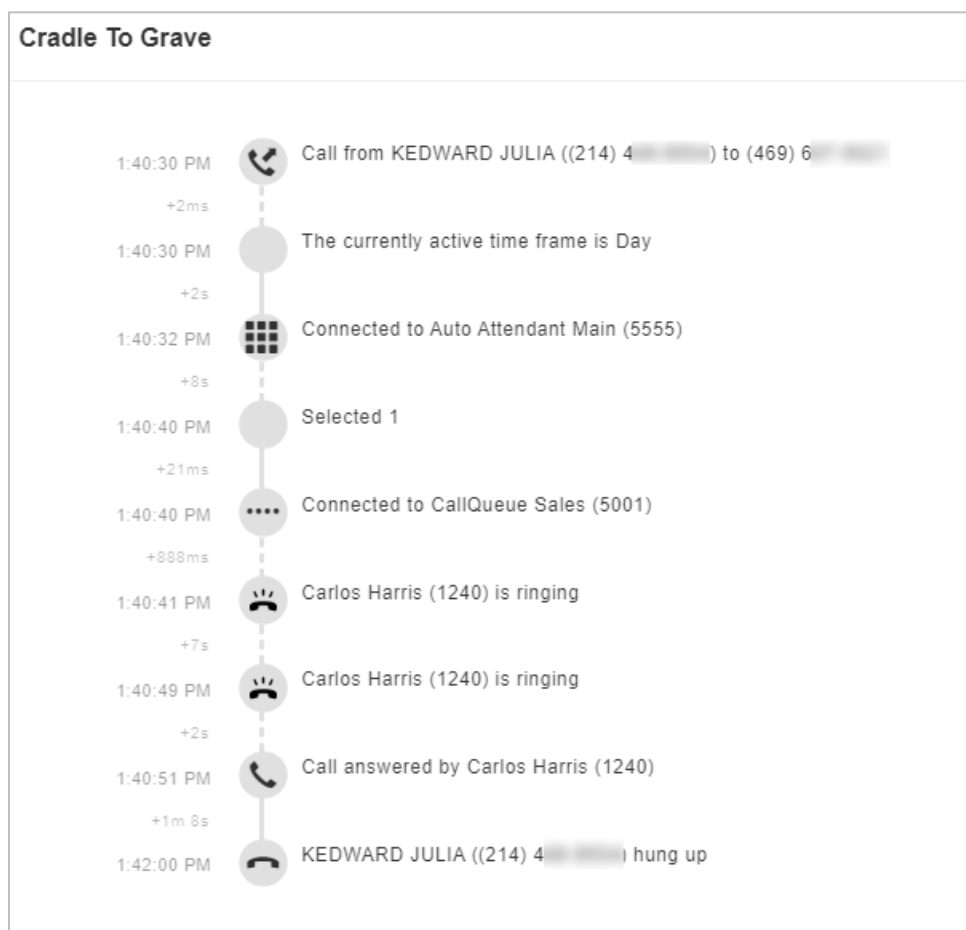 Cradle To Grave
1:40:30 PM Call from KEDWARD JULIA ((214) 4 ) to (469) 6
+2ms
1:40:30 PM The currently active time frame is Day
+2s
1:40:32 PM Connected to Auto Attendant Main (5555)
+8s
1:40:40 PM Selected 1
+21ms
1:40:40 PM Connected to CallQueue Sales (5001)
+888ms
1:40:41 PM Carlos Harris (1240) is ringing
+7s
1:40:49 PM Carlos Harris (1240) is ringing
+2s
1:40:51 PM Call answered by Carlos Harris (1240)
+1m 8s
1:42:00 PM KEDWARD JULIA ((214) 4 ) hung up